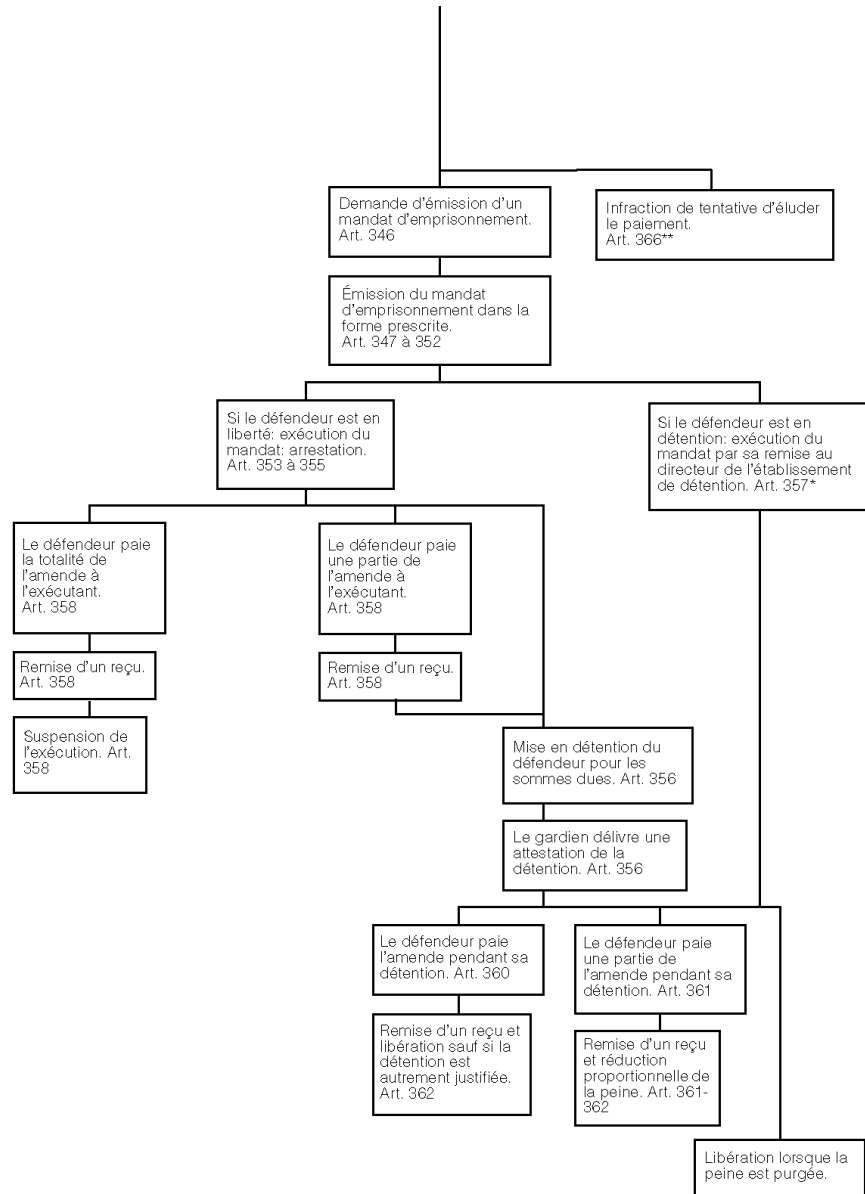 Demande d'émission d'un
mandat d'emprisonnement.
Art. 346
Infraction de tentative d'éluder
le paiement.
Art. 366**
Émission du mandat
d'emprisonnement dans la
forme prescrite.
Art. 347 à 352
Si le défendeur est en
liberté: exécution du
mandat: arrestation.
Art. 353 à 355
Si le défendeur est en
détention: exécution du
mandat par sa remise au
directeur de l'établissement
de détention. Art. 357*
Le défendeur paie
la totalité de
l'amende à
l'exécutant.
Art. 358
Le défendeur paie
une partie de
l'amende à
l'exécutant.
Art. 358
Remise d'un reçu.
Art. 358
Remise d'un reçu.
Art. 358
Suspension de
l'exécution. Art.
358
Mise en détention du
défendeur pour les
sommes dues. Art. 356
Le gardien délivre une
attestation de la
détention. Art. 356
Le défendeur paie
l'amende pendant sa
détention. Art. 360
Le défendeur paie
une partie de
l'amende pendant sa
détention. Art. 361
Remise d'un reçu et
libération sauf si la
détention est
autrement justifiée.
Art. 362
Remise d'un reçu
et réduction
proportionnelle de
la peine. Art. 361-
362
Libération lorsque la
peine est purgée.